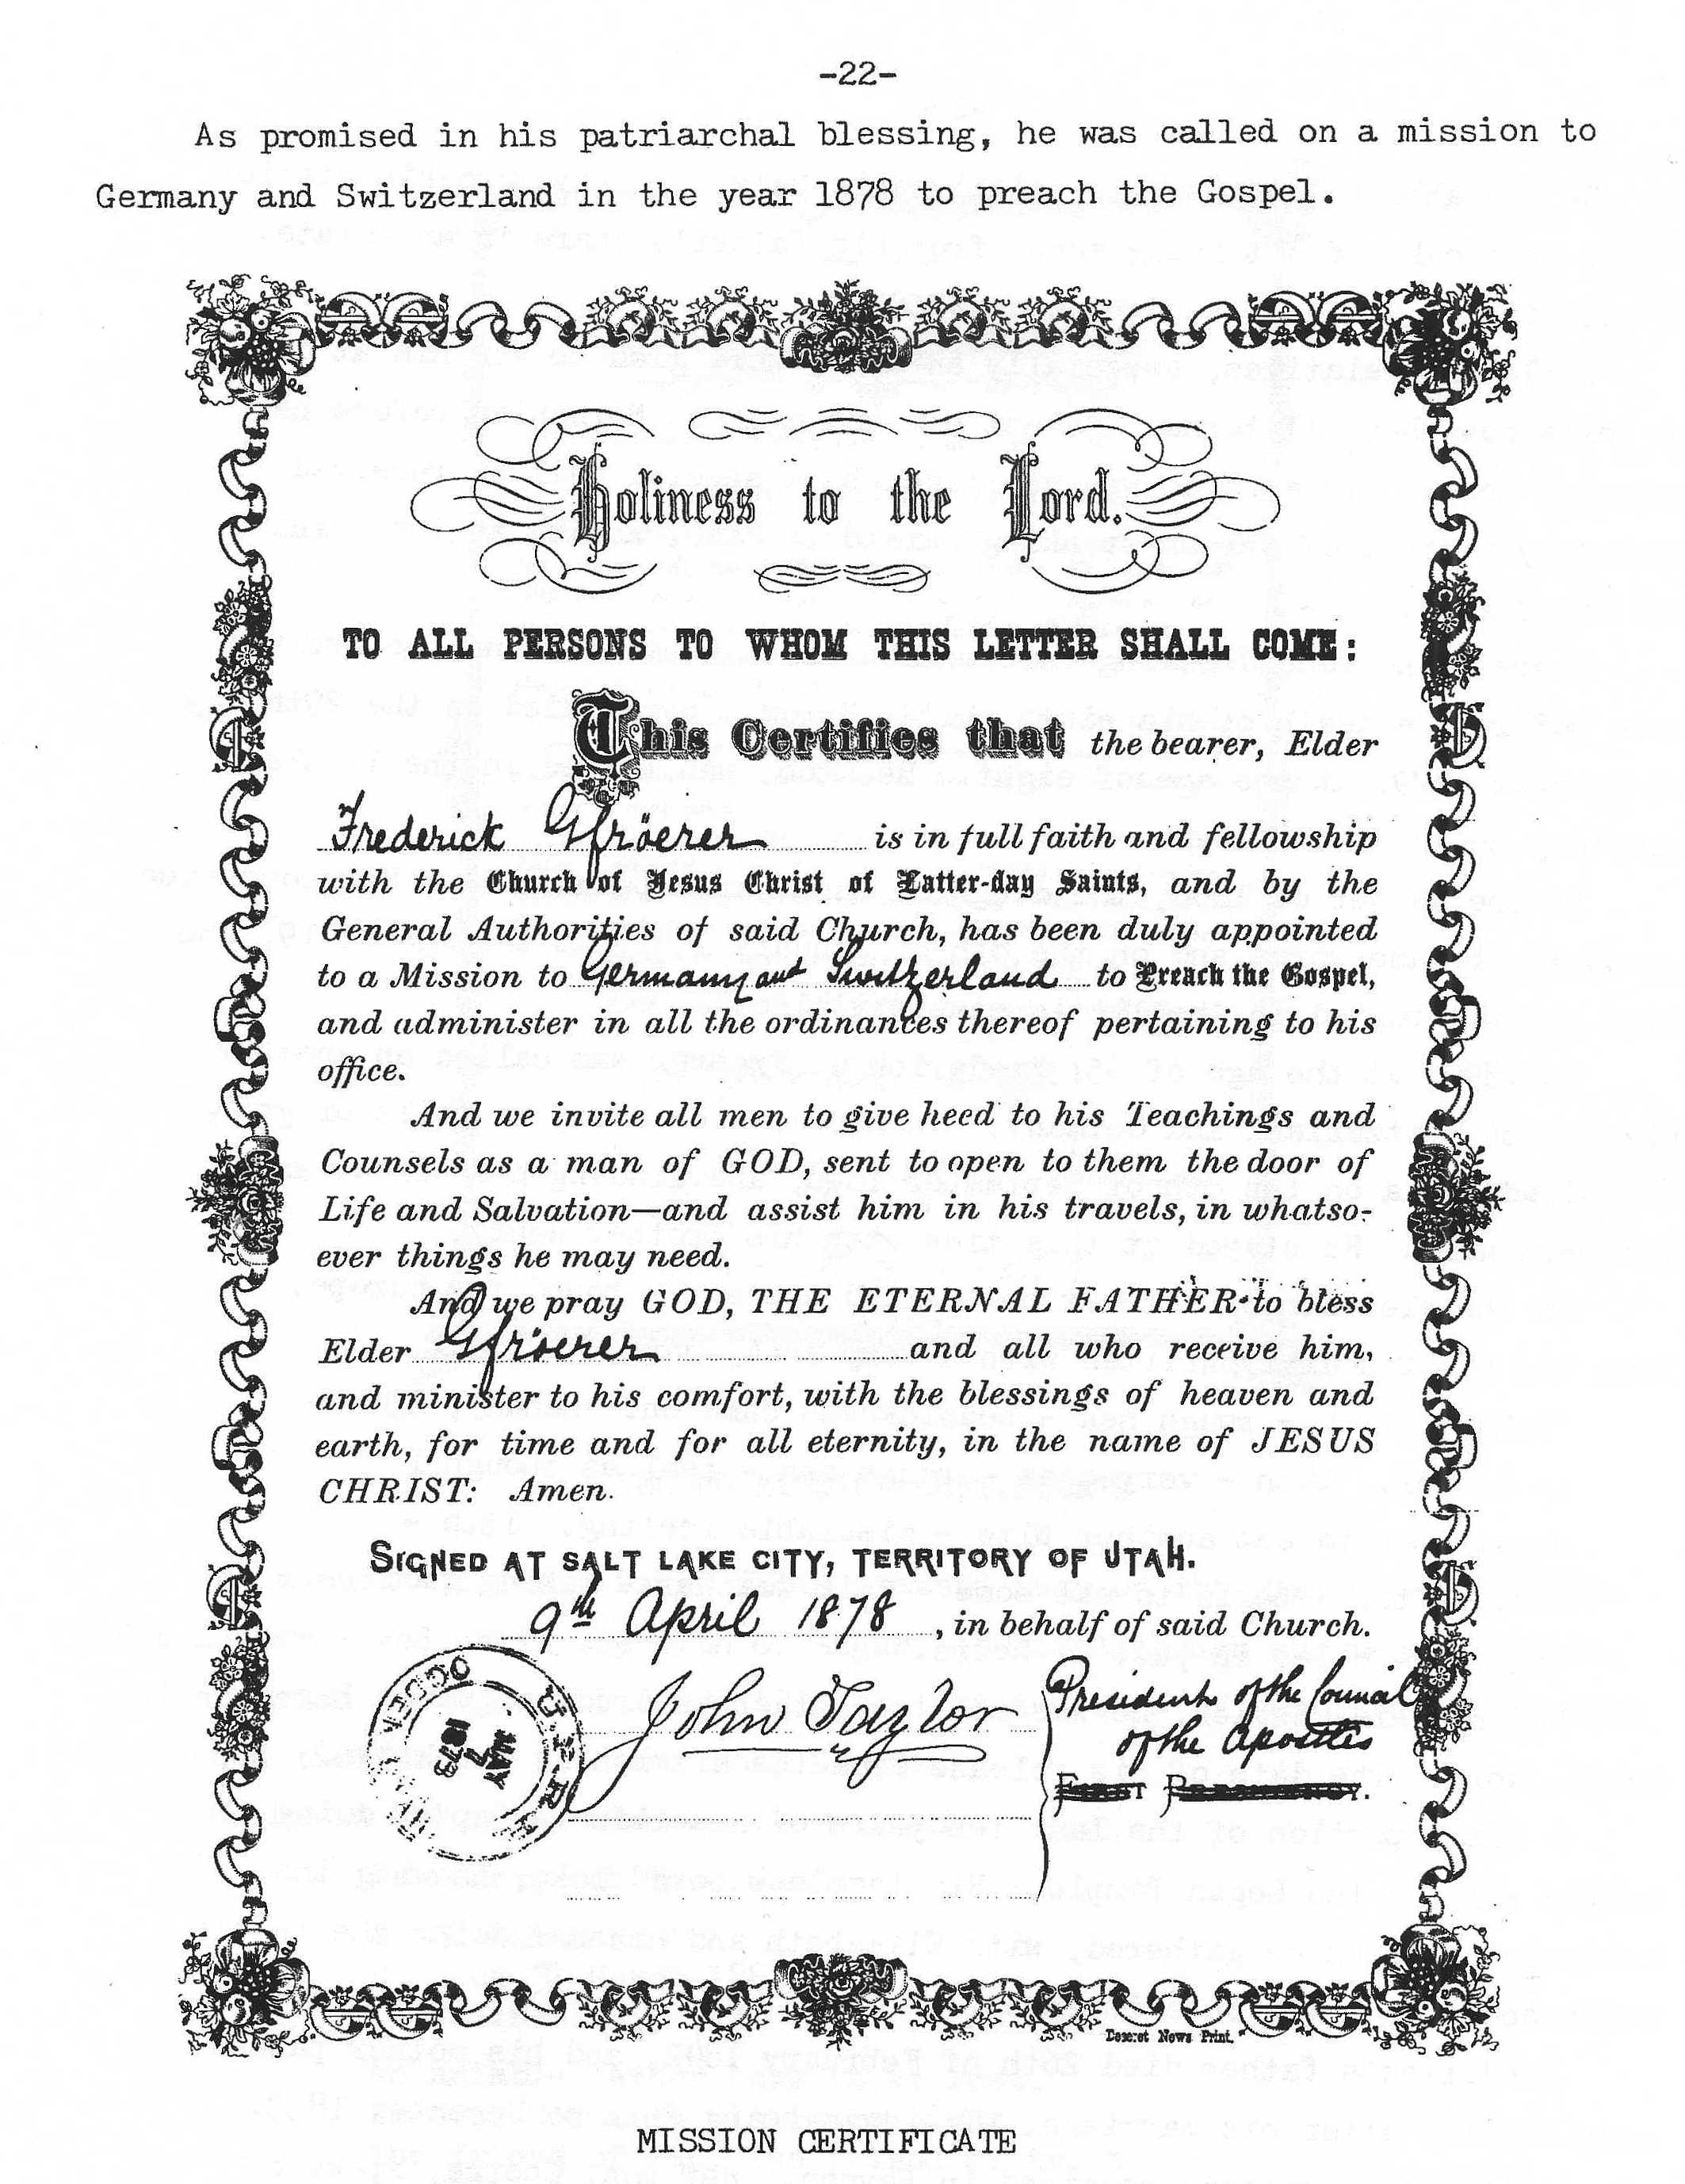 -22-
As promised in his patriarchal blessing, he was called on a mission to
Germany and Switzerland in the year 1878 to preach the Gospel.
Holiness to the Lord.
TO ALL PERSONS TO WHOM THIS LETTER SHALL COME:
This Certifies that the bearer, Elder
Frederick Gfröerer is in full faith and fellowship
with the Church of Jesus Christ of Latter-day Saints, and by the
General Authorities of said Church, has been duly appointed
to a Mission to Germany and Switzerland to Preach the Gospel,
and administer in all the ordinances thereof pertaining to his
office.
And we invite all men to give heed to his Teachings and
Counsels as a man of GOD, sent to open to them the door of
Life and Salvation—and assist him in his travels, in whatso-
ever things he may need.
And we pray GOD, THE ETERNAL FATHER to bless
Elder Gfröerer and all who receive him,
and minister to his comfort, with the blessings of heaven and
earth, for time and for all eternity, in the name of JESUS
CHRIST: Amen.
SIGNED AT SALT LAKE CITY, TERRITORY OF UTAH.
9th April 1878, in behalf of said Church.
John Taylor
President of the Council
of the Apostles
FIRST PRESIDENCY.
OGDEN
U.P.R.R.
MAY
7
1878
Deseret News Print.
MISSION CERTIFICATE